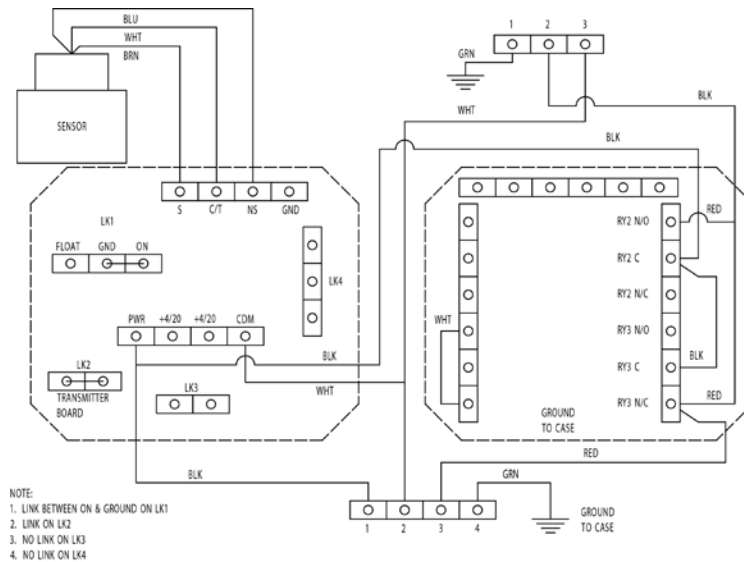 BLU
WHT
BRN
SENSOR
1 2 3
GRN
WHT
BLK
BLK
S C/T NS GND
LK1
FLOAT GND ON
LK4
PWR +4/20 +4/20 COM
BLK
WHT
LK2
TRANSMITTER
BOARD
LK3
RY2 N/O
RED
RY2 C
RY2 N/C
WHT
RY3 N/O
BLK
RY3 C
RED
RY3 N/C
GROUND
TO CASE
RED
BLK
GRN
1 2 3 4
GROUND
TO CASE
NOTE:
1. LINK BETWEEN ON & GROUND ON LK1
2. LINK ON LK2
3. NO LINK ON LK3
4. NO LINK ON LK4